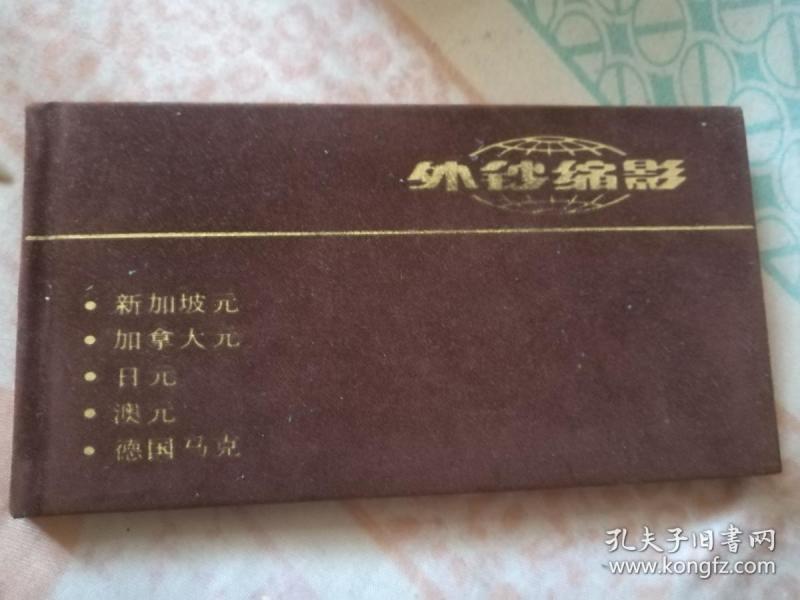 外钞缩影
• 新加坡元
• 加拿大元
• 日元
• 澳元
• 德国马克
孔夫子旧書网
www.kongfz.com